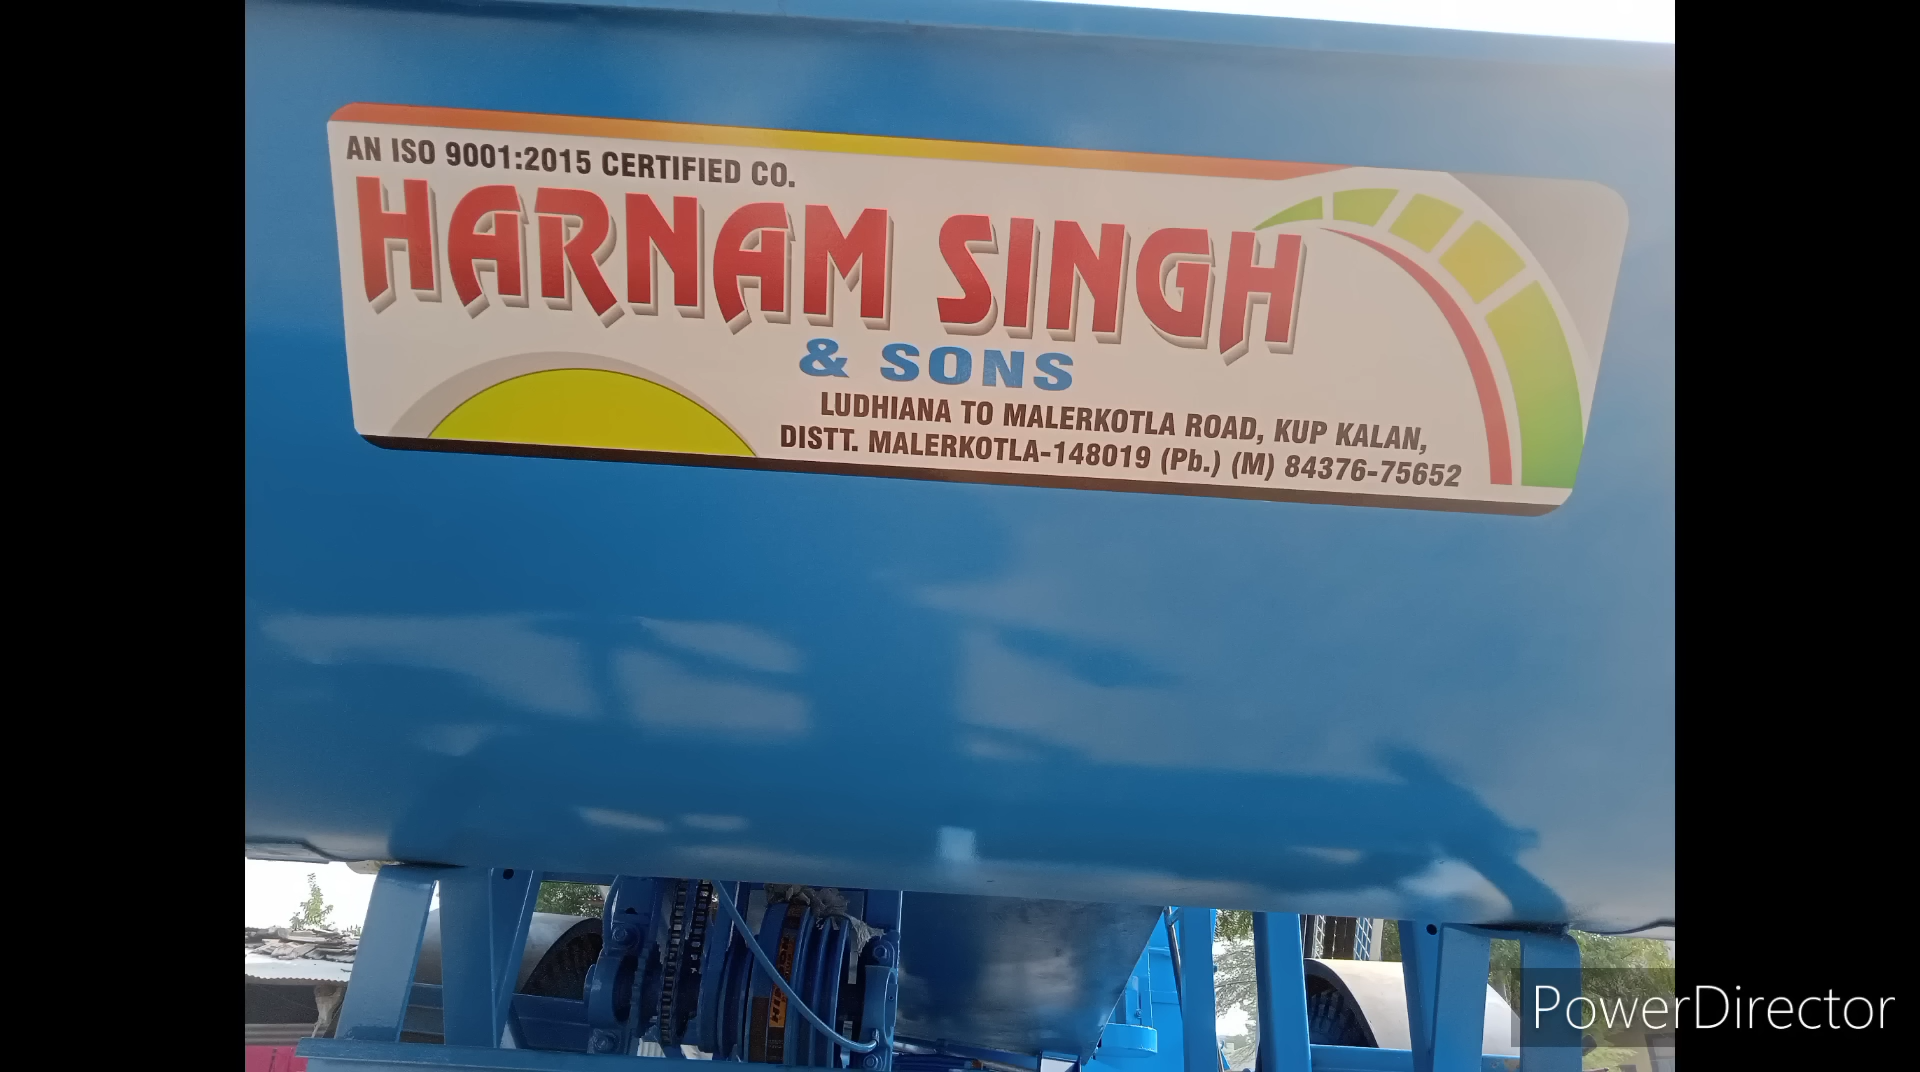 AN ISO 9001:2015 CERTIFIED CO.
HARNAM SINGH
& SONS
LUDHIANA TO MALERKOTLA ROAD, KUP KALAN,
DISTT. MALERKOTLA-148019 (Pb.) (M) 84376-75652
PowerDirector